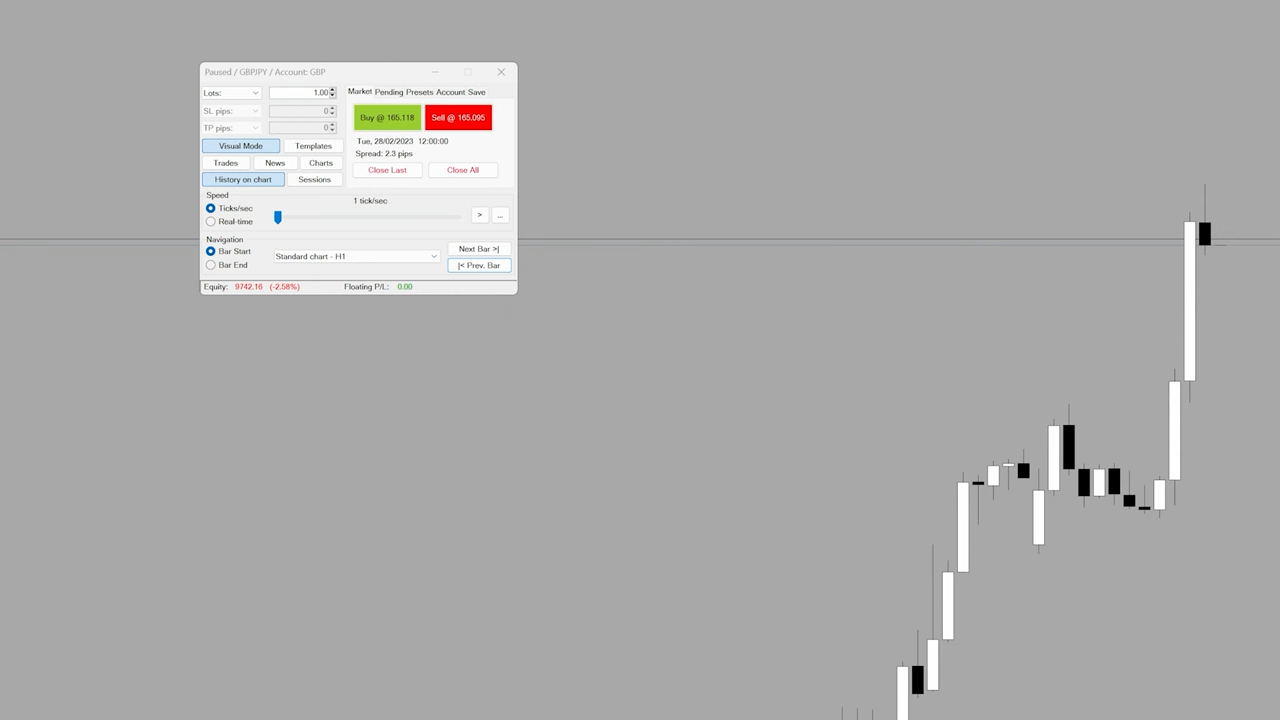 Paused / GBPJPY / Account: GBP
Lots: 1.00 Market Pending Presets Account Save
SL pips: 0 Buy @ 165.118 Sell @ 165.095
TP pips: 0
Visual Mode Templates Tue, 28/02/2023 12:00:00
Spread: 2.3 pips
Trades News Charts Close Last Close All
History on chart Sessions
Speed
1 tick/sec
Ticks/sec
Real-time > ...
Navigation
Bar Start Next Bar >|
Standard chart - H1
Bar End |< Prev. Bar
Equity: 9742.16 (-2.58%) Floating P/L: 0.00